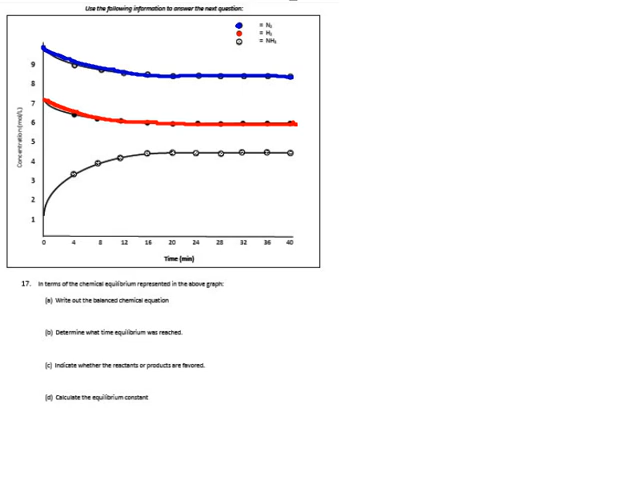 Use the following information to answer the next question:
= N₂
= H₂
= NH₃
9
8
7
6
5
4
3
2
1
Concentration (mol/L)
0 4 8 12 16 20 24 28 32 36 40
Time (min)
17. In terms of the chemical equilibrium represented in the above graph:
(a) Write out the balanced chemical equation
(b) Determine what time equilibrium was reached.
(c) Indicate whether the reactants or products are favored.
(d) Calculate the equilibrium constant